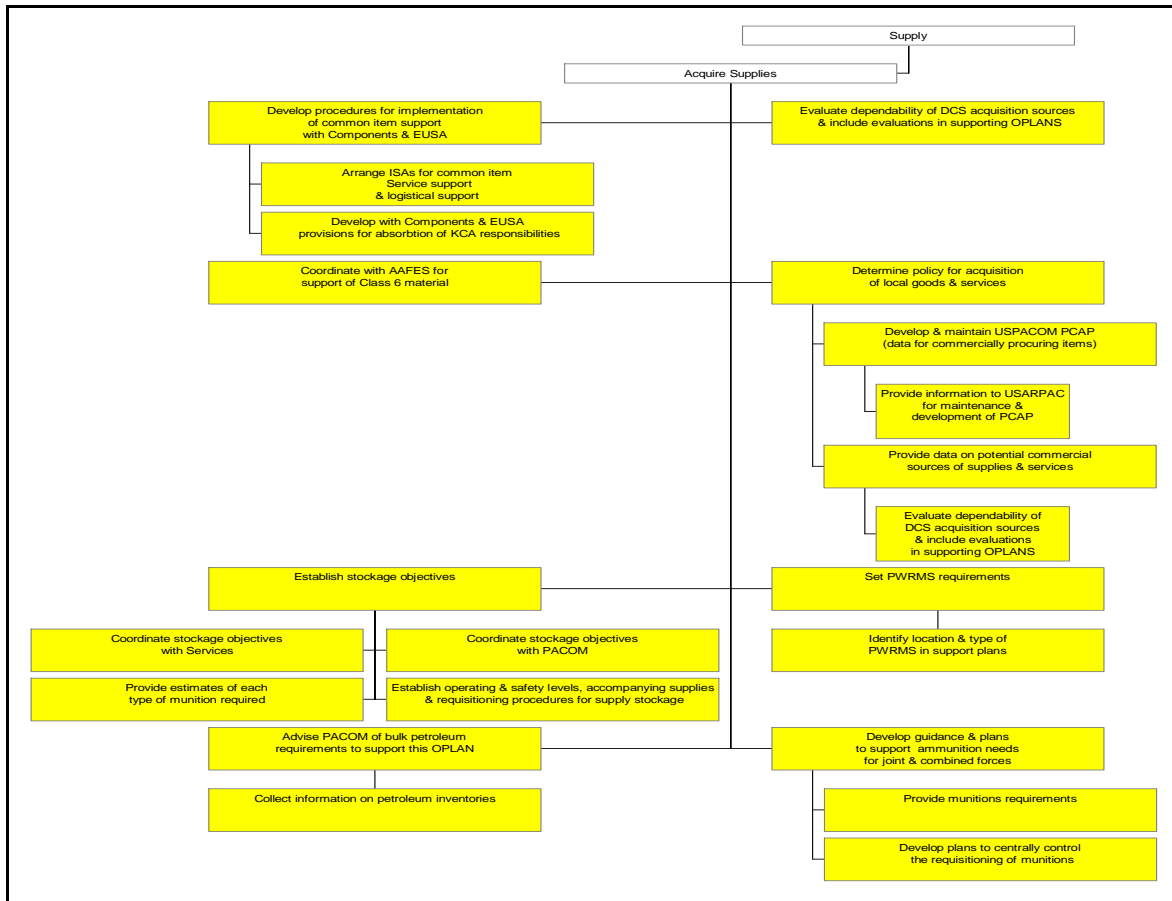 Supply
Acquire Supplies
Develop procedures for implementation
of common item support
with Components & EUSA
Evaluate dependability of DCS acquisition sources
& include evaluations in supporting OPLANS
Arrange ISAs for common item
Service support
& logistical support
Develop with Components & EUSA
provisions for absorbtion of KCA responsibilities
Coordinate with AAFES for
support of Class 6 material
Determine policy for acquisition
of local goods & services
Develop & maintain USPACOM PCAP
(data for commercially procuring items)
Provide information to USARPAC
for maintenance &
development of PCAP
Provide data on potential commercial
sources of supplies & services
Evaluate dependability of
DCS acquisition sources
& include evaluations
in supporting OPLANS
Establish stockage objectives
Set PWRMS requirements
Coordinate stockage objectives
with Services
Coordinate stockage objectives
with PACOM
Identify location & type of
PWRMS in support plans
Provide estimates of each
type of munition required
Establish operating & safety levels, accompanying supplies
& requisitioning procedures for supply stockage
Advise PACOM of bulk petroleum
requirements to support this OPLAN
Develop guidance & plans
to support ammunition needs
for joint & combined forces
Collect information on petroleum inventories
Provide munitions requirements
Develop plans to centrally control
the requisitioning of munitions